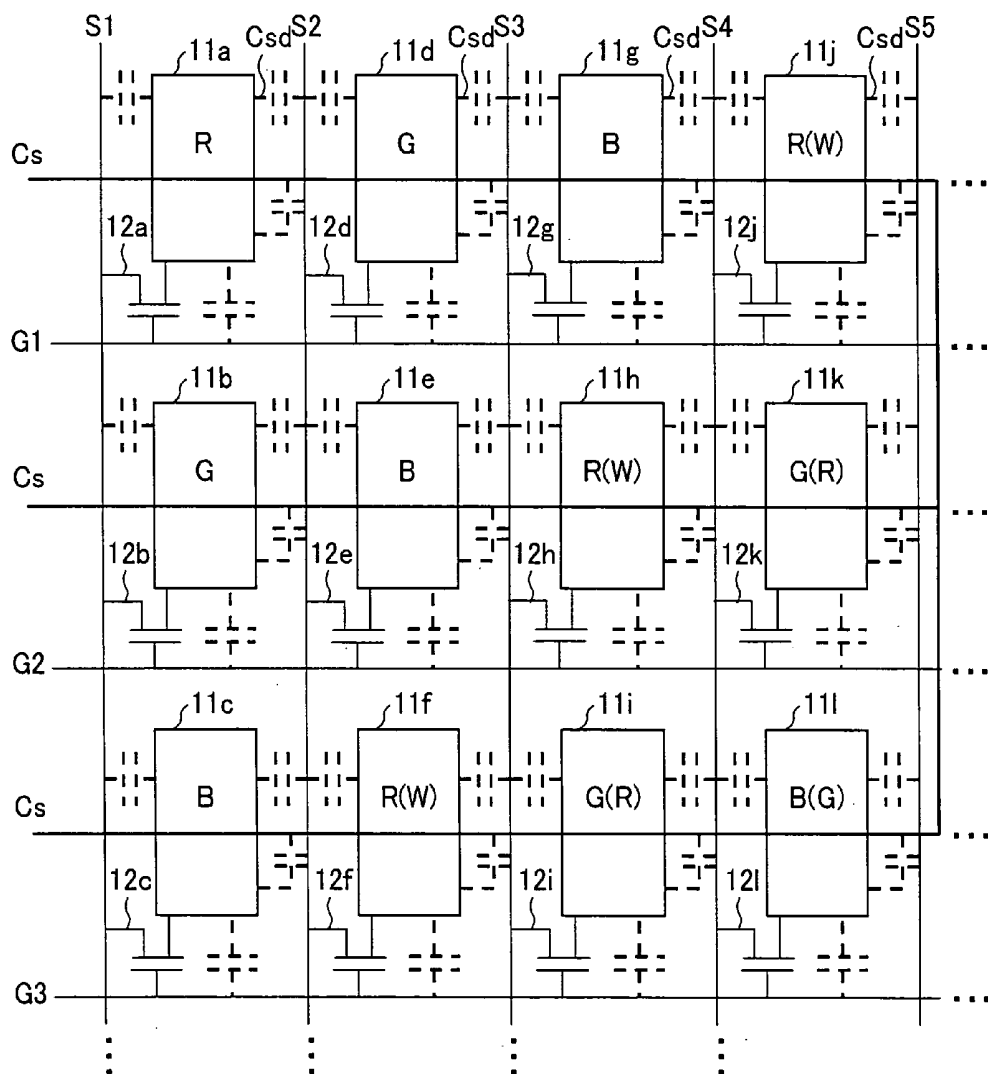 S1 S2 S3 S4 S5
11a Csd 11d Csd 11g Csd 11j Csd
R G B R(W)
Cs
12a 12d 12g 12j
G1
11b 11e 11h 11k
G B R(W) G(R)
Cs
12b 12e 12h 12k
G2
11c 11f 11i 11l
B R(W) G(R) B(G)
Cs
12c 12f 12i 12l
G3